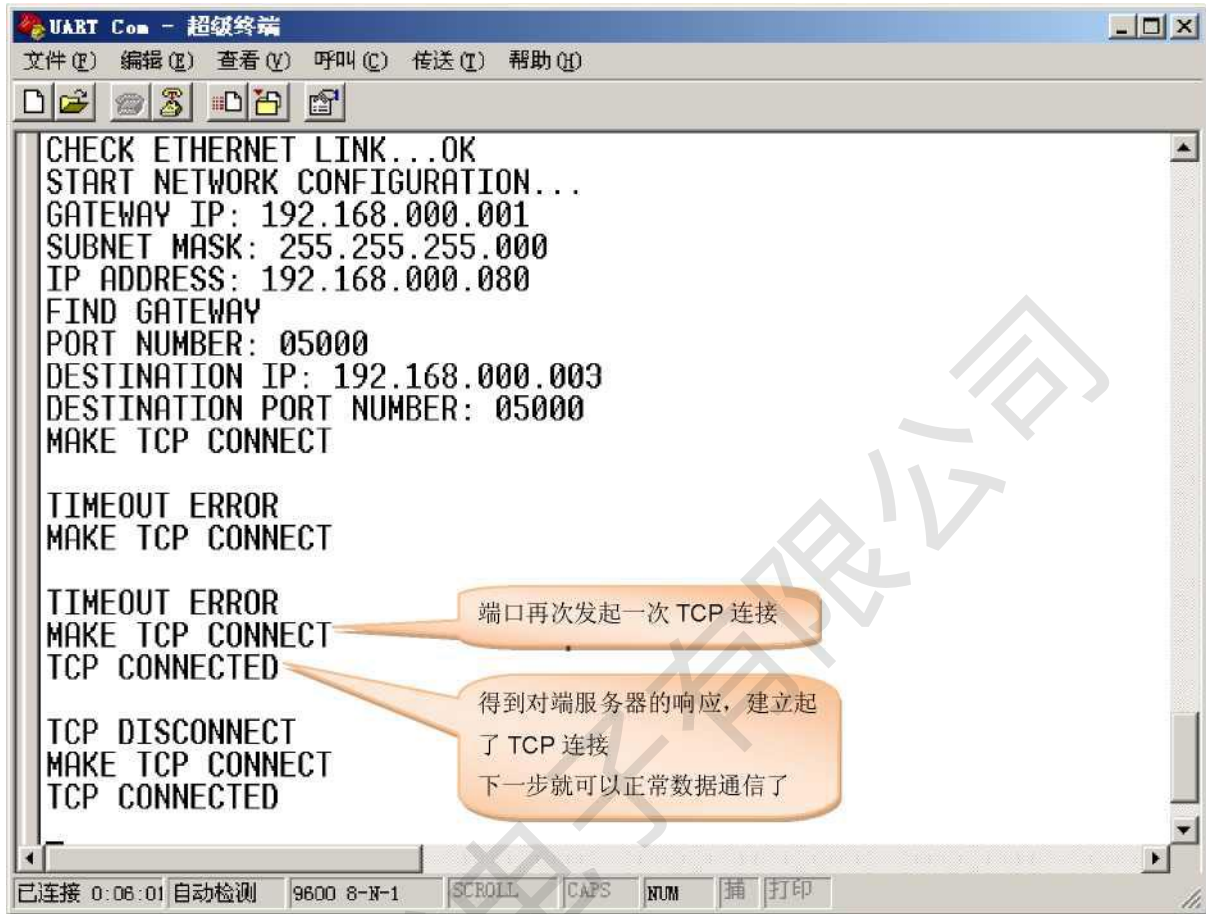 UART Com - 超级终端
文件(F) 编辑(E) 查看(V) 呼叫(C) 传送(T) 帮助(H)
CHECK ETHERNET LINK...OK
START NETWORK CONFIGURATION...
GATEWAY IP: 192.168.000.001
SUBNET MASK: 255.255.255.000
IP ADDRESS: 192.168.000.080
FIND GATEWAY
PORT NUMBER: 05000
DESTINATION IP: 192.168.000.003
DESTINATION PORT NUMBER: 05000
MAKE TCP CONNECT
TIMEOUT ERROR
MAKE TCP CONNECT
TIMEOUT ERROR
MAKE TCP CONNECT
TCP CONNECTED
端口再次发起一次 TCP 连接
得到对端服务器的响应，建立起
了 TCP 连接
下一步就可以正常数据通信了
TCP DISCONNECT
MAKE TCP CONNECT
TCP CONNECTED
已连接 0:06:01 自动检测 9600 8-N-1 SCROLL CAPS NUM 捕 打印
电子有限公司